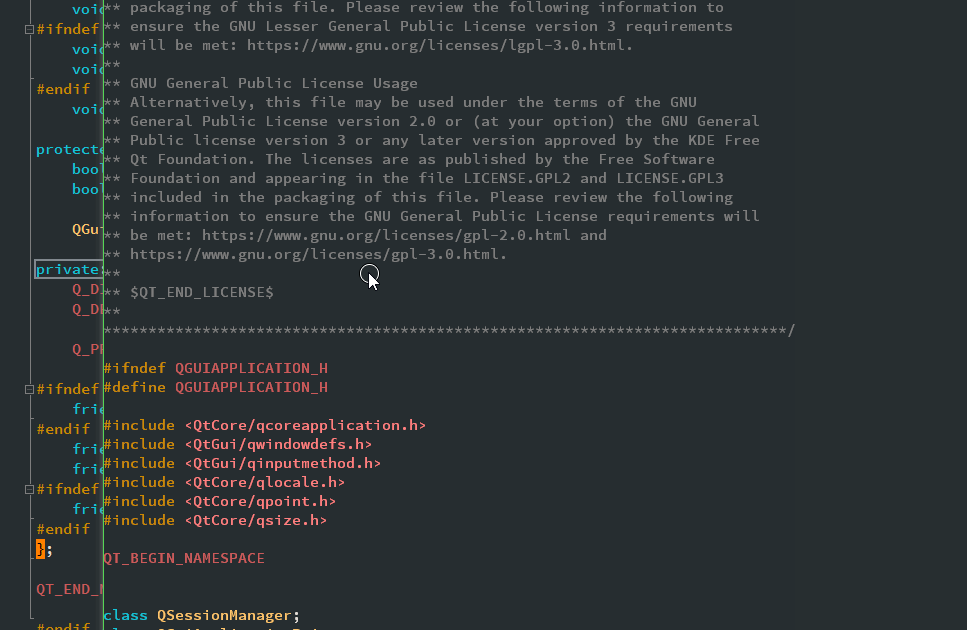 voi
#ifndef
voi
voi
#endif
voi
protecte
bool
bool
QGu
private:
Q_D
Q_D
Q_P
#ifndef
frie
#endif
frie
frie
#ifndef
frie
#endif
};
QT_END_
#endif
** packaging of this file. Please review the following information to
** ensure the GNU Lesser General Public License version 3 requirements
** will be met: https://www.gnu.org/licenses/lgpl-3.0.html.
**
** GNU General Public License Usage
** Alternatively, this file may be used under the terms of the GNU
** General Public License version 2.0 or (at your option) the GNU General
** Public license version 3 or any later version approved by the KDE Free
** Qt Foundation. The licenses are as published by the Free Software
** Foundation and appearing in the file LICENSE.GPL2 and LICENSE.GPL3
** included in the packaging of this file. Please review the following
** information to ensure the GNU General Public License requirements will
** be met: https://www.gnu.org/licenses/gpl-2.0.html and
** https://www.gnu.org/licenses/gpl-3.0.html.
**
** $QT_END_LICENSE$
**
****************************************************************************/
#ifndef QGUIAPPLICATION_H
#define QGUIAPPLICATION_H
#include <QtCore/qcoreapplication.h>
#include <QtGui/qwindowdefs.h>
#include <QtGui/qinputmethod.h>
#include <QtCore/qlocale.h>
#include <QtCore/qpoint.h>
#include <QtCore/qsize.h>
QT_BEGIN_NAMESPACE
class QSessionManager;